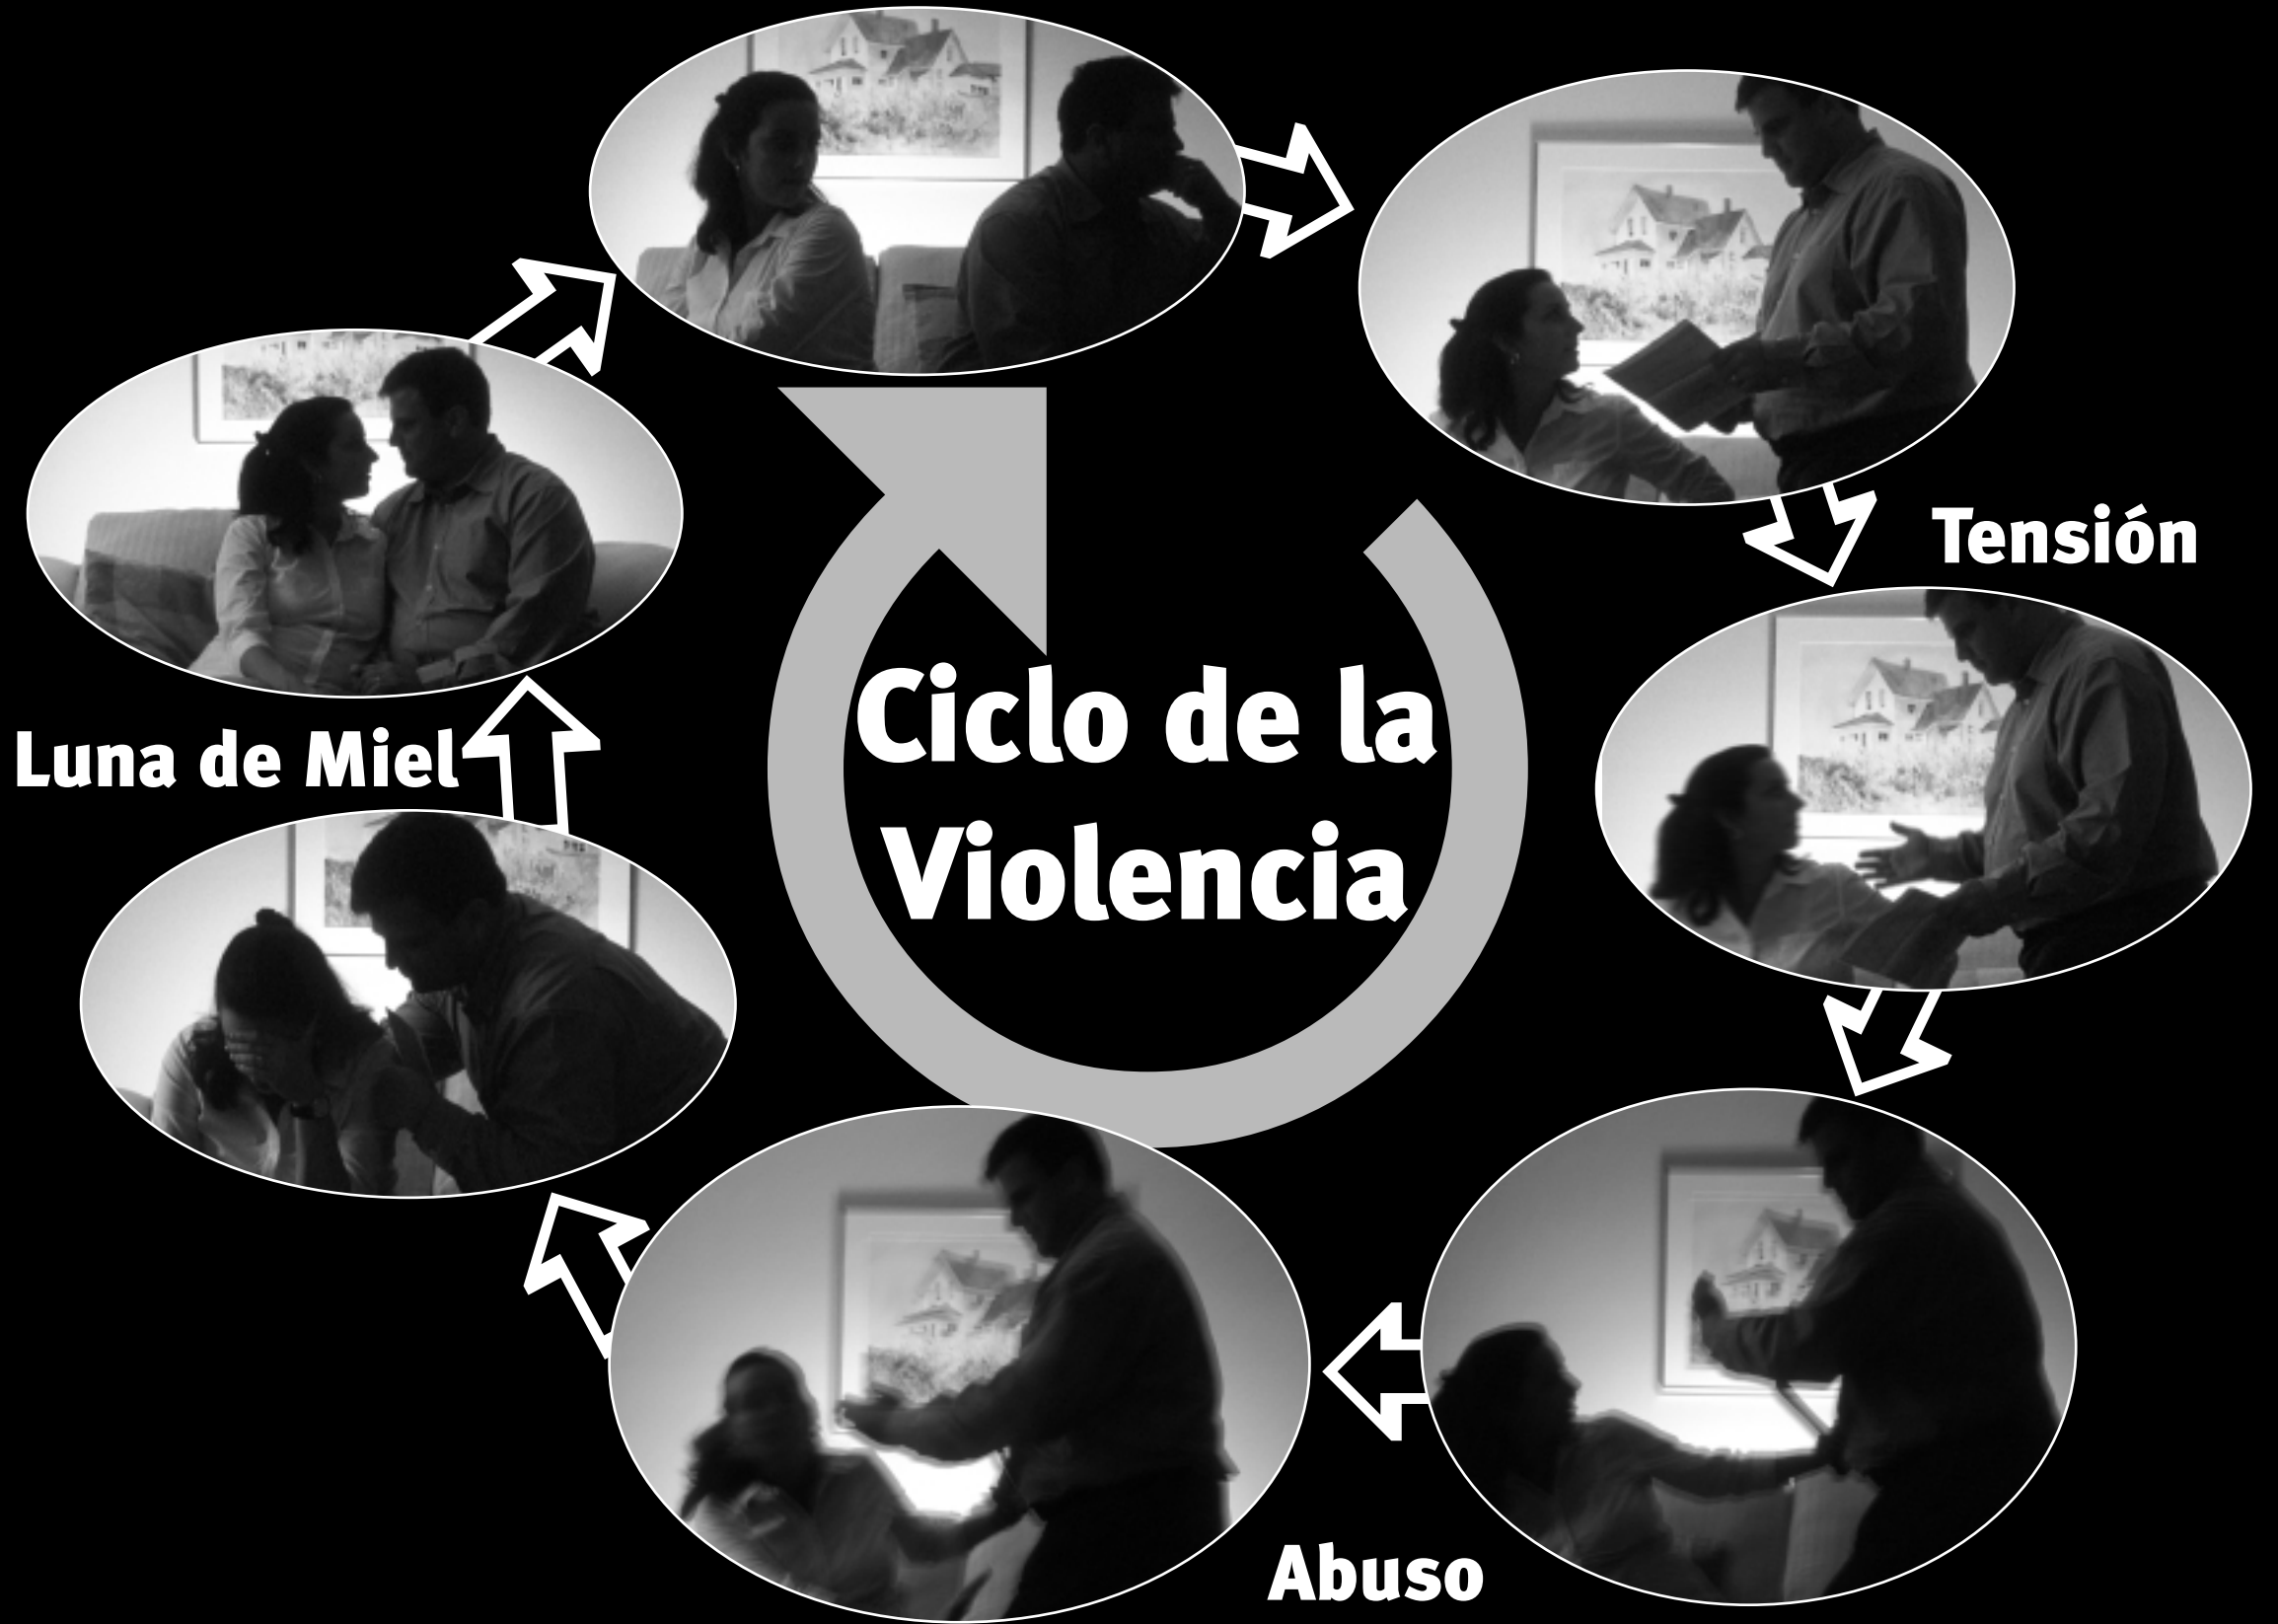 Tensión
Ciclo de la
Violencia
Luna de Miel
Abuso